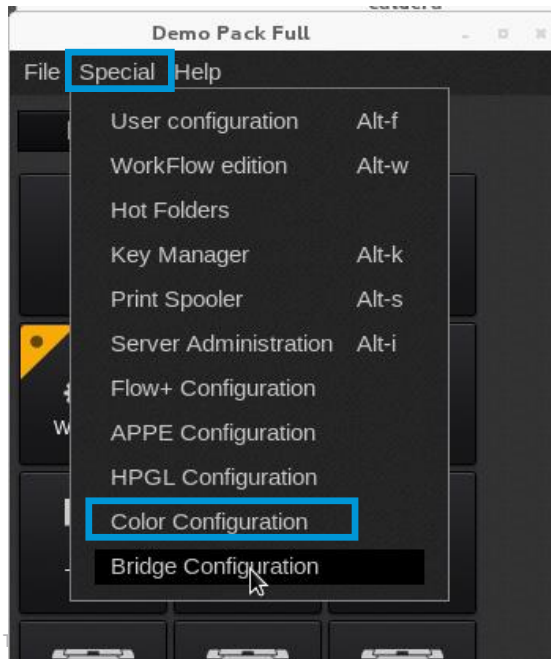 Demo Pack Full
File Special Help
User configuration Alt-f
WorkFlow edition Alt-w
Hot Folders
Key Manager Alt-k
Print Spooler Alt-s
Server Administration Alt-i
Flow+ Configuration
APPE Configuration
HPGL Configuration
Color Configuration
Bridge Configuration